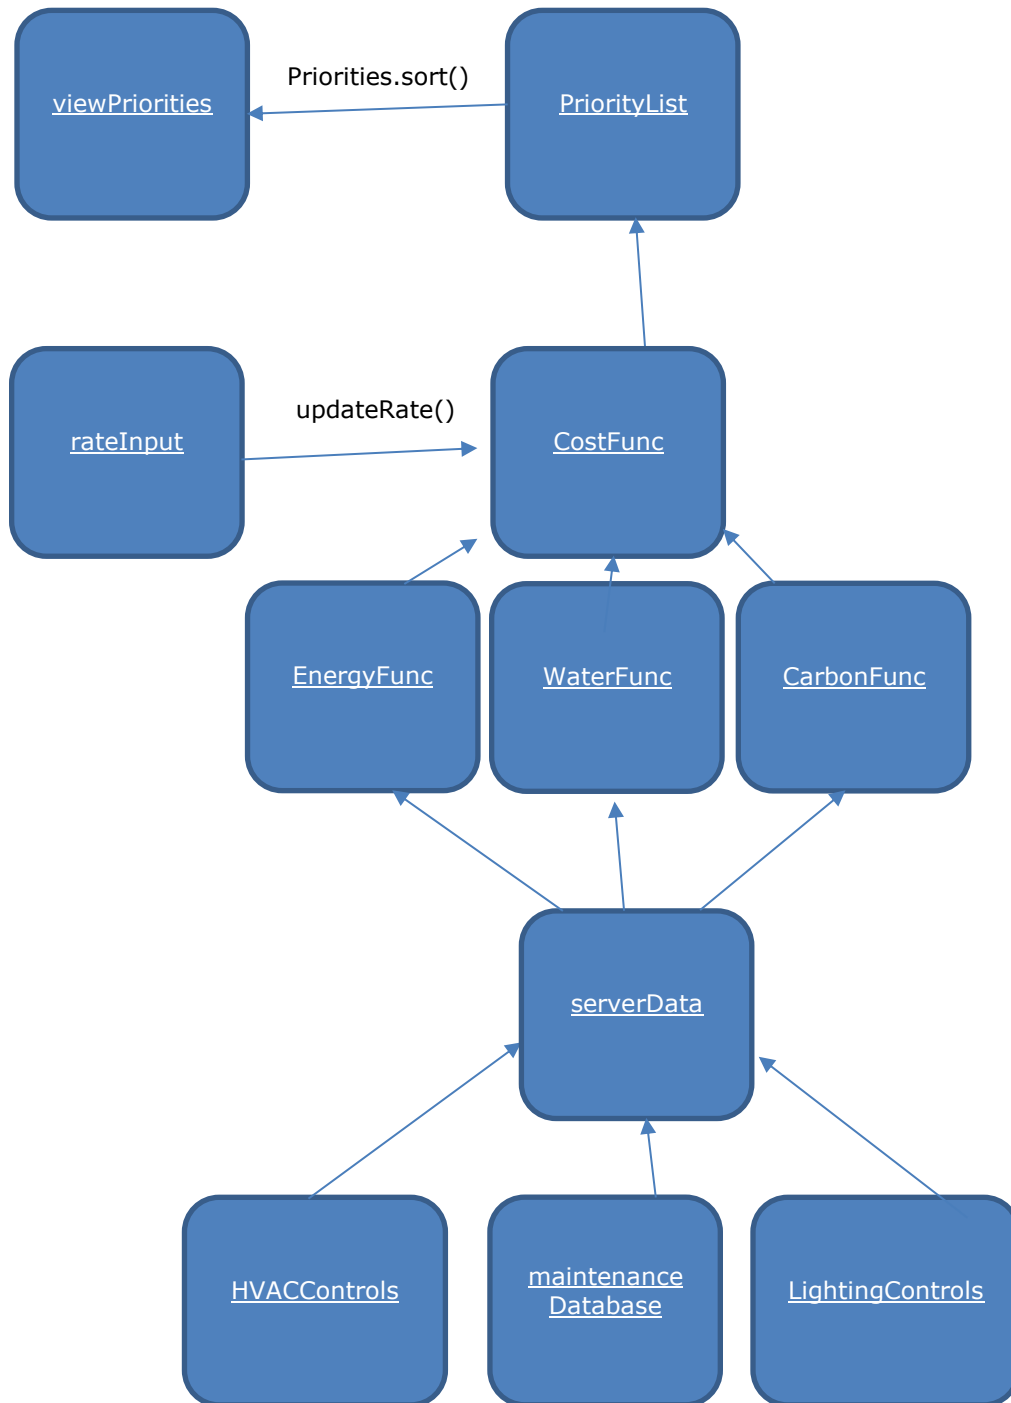 viewPriorities
Priorities.sort()
PriorityList
rateInput
updateRate()
CostFunc
EnergyFunc
WaterFunc
CarbonFunc
serverData
HVACControls
maintenance
Database
LightingControls